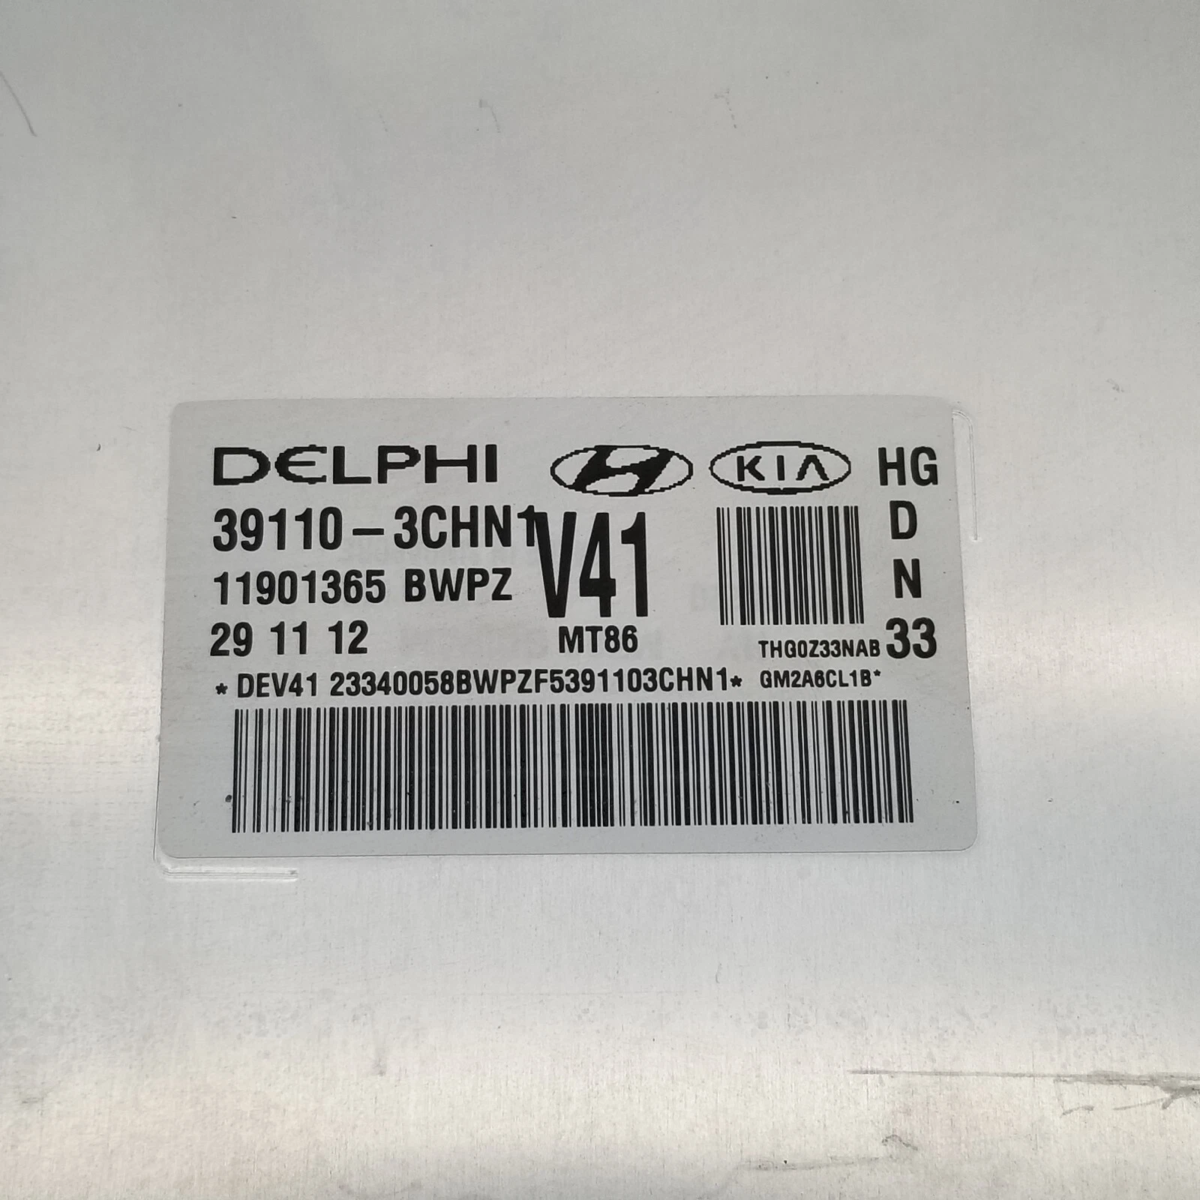 DELPHI KIA HG
39110-3CHN1 V41 D
11901365 BWPZ N
29 11 12 MT86 THG0Z33NAB 33
*DEV41 23340058BWPZF5391103CHN1* GM2A6CL1B*